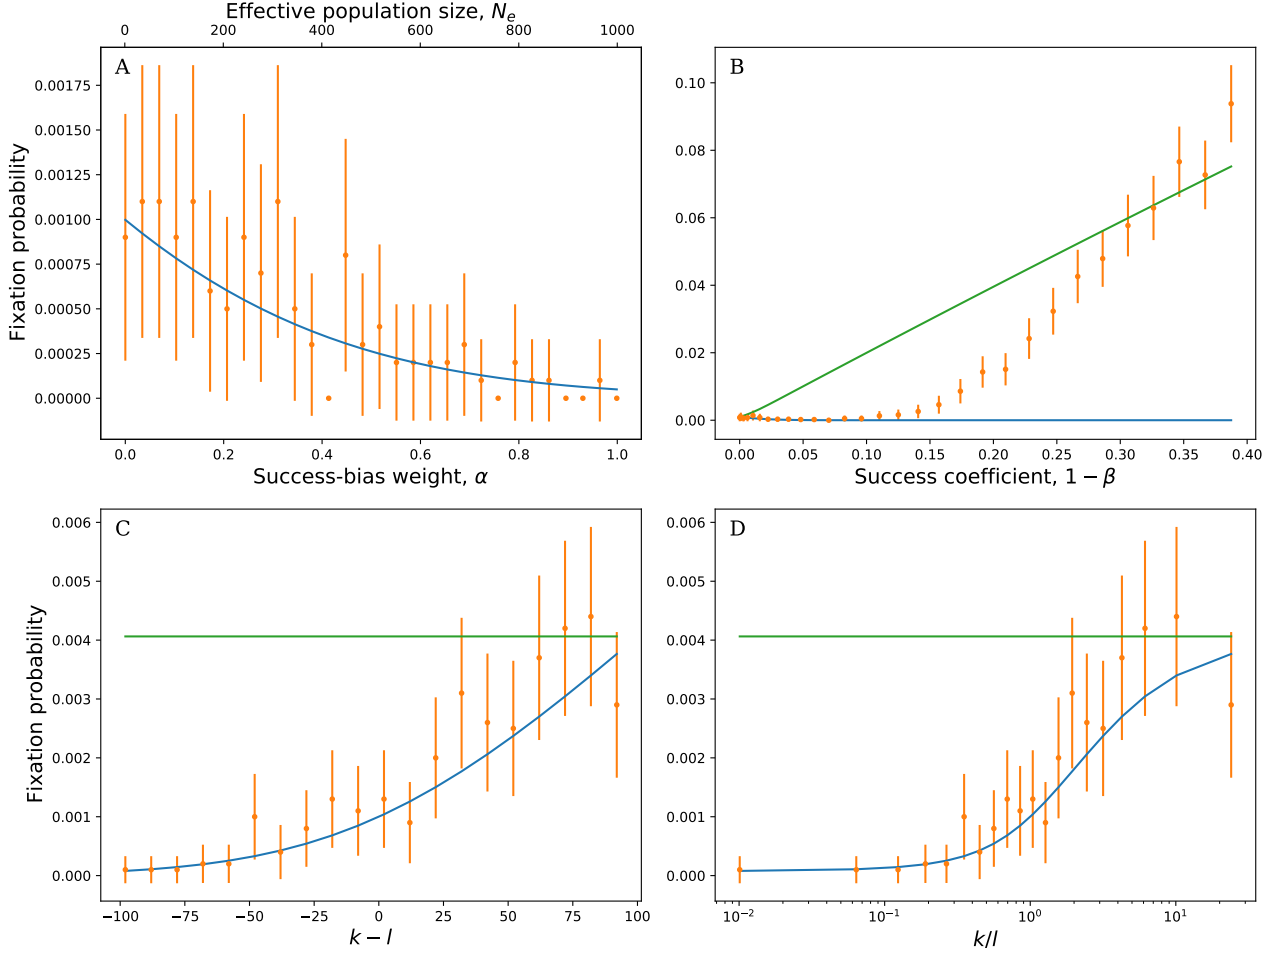 Effective population size, Nₑ
0 200 400 600 800 1000
A
Fixation probability
0.00175
0.00150
0.00125
0.00100
0.00075
0.00050
0.00025
0.00000
0.0 0.2 0.4 0.6 0.8 1.0
Success-bias weight, α
B
0.10
0.08
0.06
0.04
0.02
0.00
0.00 0.05 0.10 0.15 0.20 0.25 0.30 0.35 0.40
Success coefficient, 1 − β
C
Fixation probability
0.006
0.005
0.004
0.003
0.002
0.001
0.000
−100 −75 −50 −25 0 25 50 75 100
k − l
D
0.006
0.005
0.004
0.003
0.002
0.001
0.000
10⁻² 10⁻¹ 10⁰ 10¹
k/l